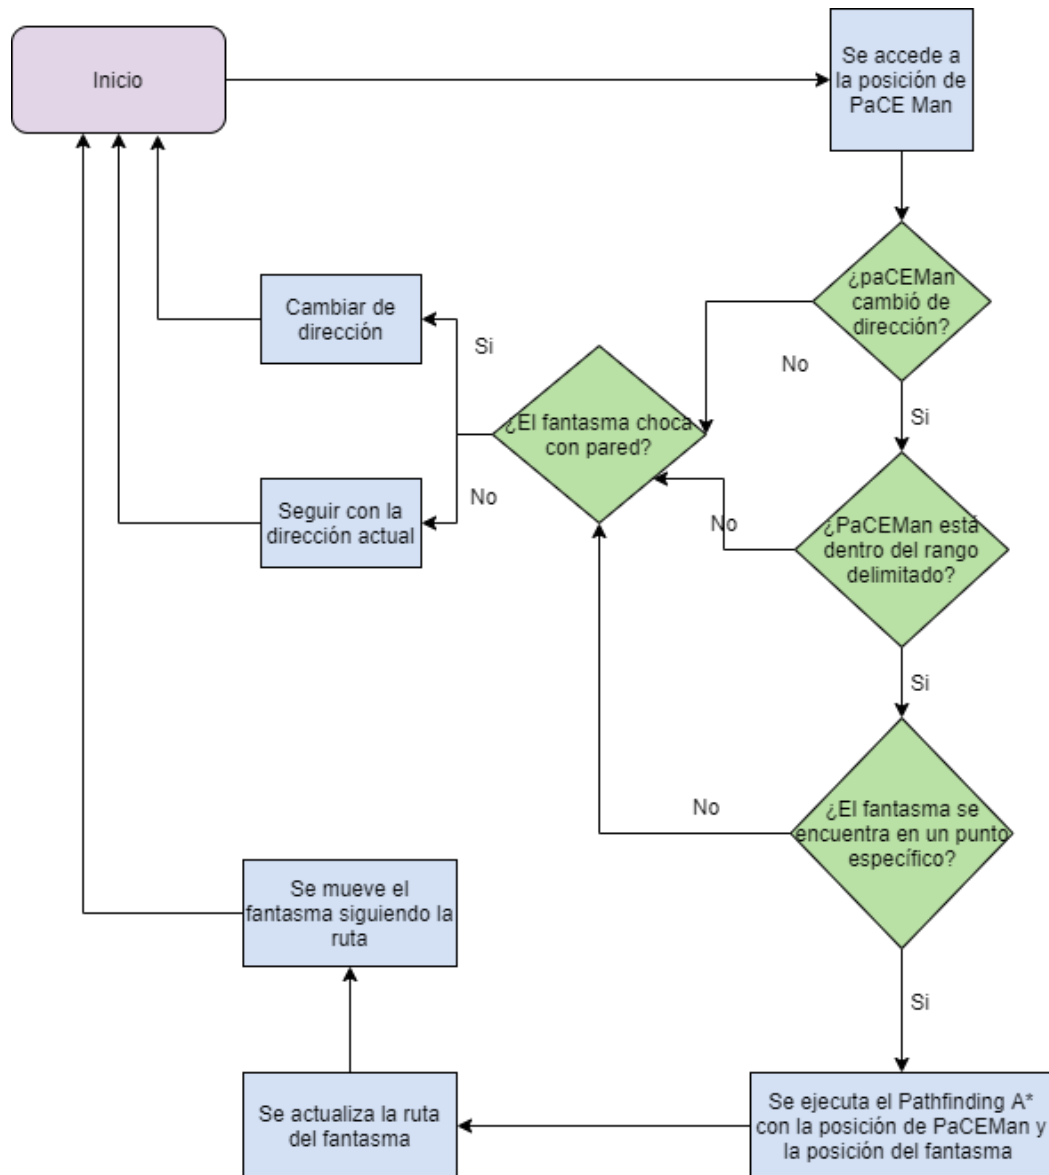 Inicio
Se accede a
la posición de
PaCE Man
¿paCEMan
cambió de
dirección?
No
Si
Cambiar de
dirección
Si
¿El fantasma choca
con pared?
No
Seguir con la
dirección actual
No
¿PaCEMan está
dentro del rango
delimitado?
Si
No
¿El fantasma se
encuentra en un punto
específico?
Si
Se mueve el
fantasma siguiendo la
ruta
Se actualiza la ruta
del fantasma
Se ejecuta el Pathfinding A*
con la posición de PaCEMan y
la posición del fantasma